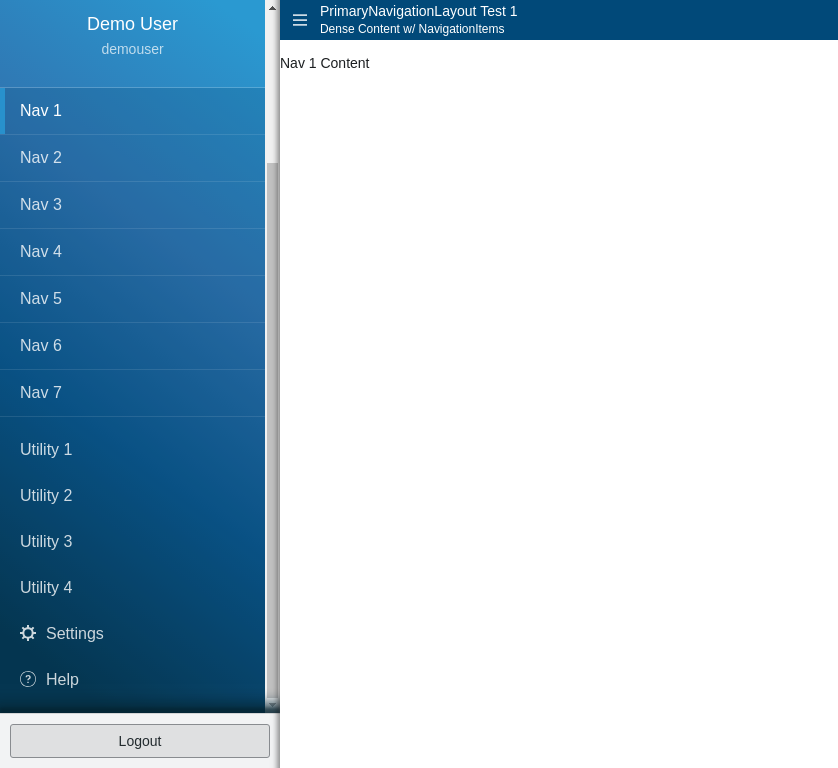 Demo User
demouser
Nav 1
Nav 2
Nav 3
Nav 4
Nav 5
Nav 6
Nav 7
Utility 1
Utility 2
Utility 3
Utility 4
Settings
Help
Logout
PrimaryNavigationLayout Test 1
Dense Content w/ NavigationItems
Nav 1 Content